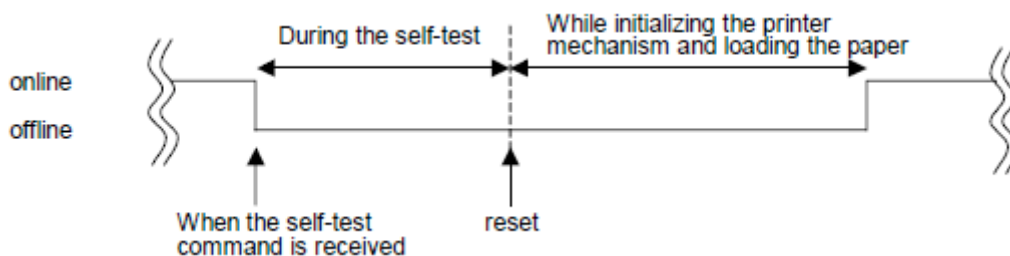 During the self-test
While initializing the printer
mechanism and loading the paper
online
offline
When the self-test
command is received
reset